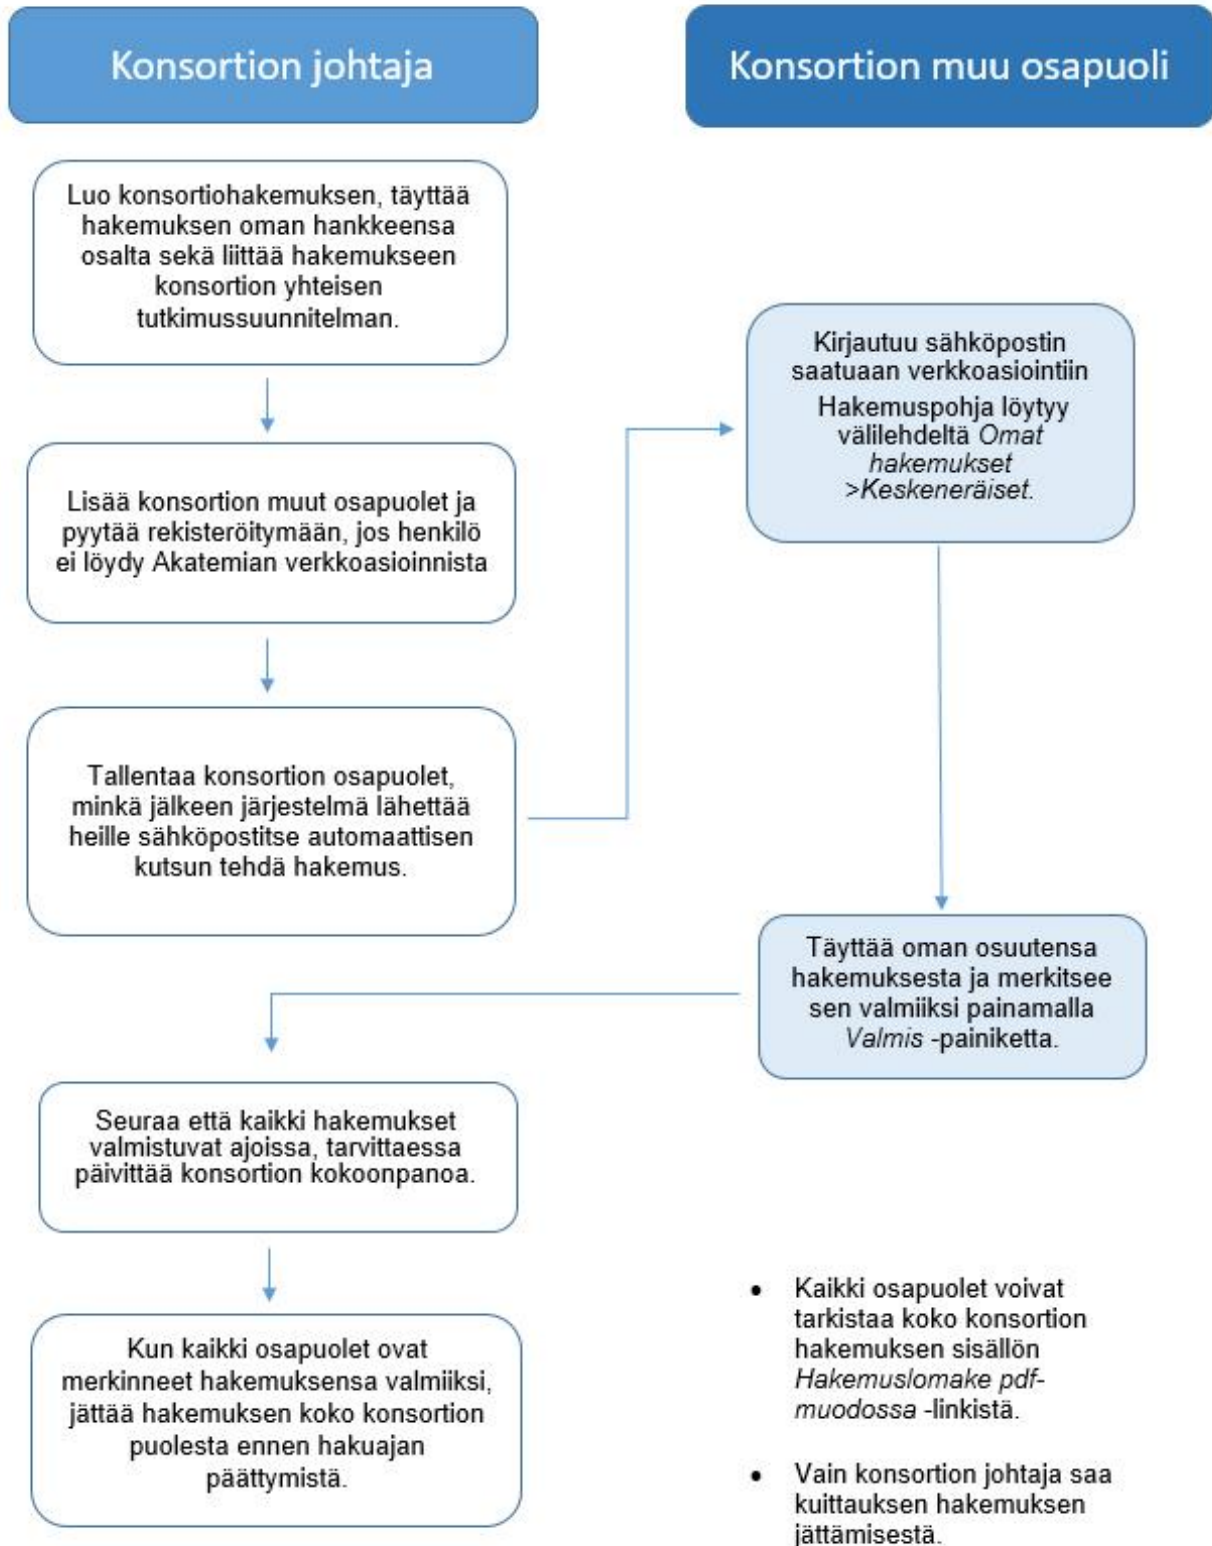 Konsortion johtaja
Konsortion muu osapuoli
Luo konsortiohakemuksen, täyttää
hakemuksen oman hankkeensa
osalta sekä liittää hakemukseen
konsortion yhteisen
tutkimussuunnitelman.
Lisää konsortion muut osapuolet ja
pyytää rekisteröitymään, jos henkilö
ei löydy Akatemian verkkoasioinnista
Tallentaa konsortion osapuolet,
minkä jälkeen järjestelmä lähettää
heille sähköpostitse automaattisen
kutsun tehdä hakemus.
Kirjautuu sähköpostin
saatuaan verkkoasiointiin
Hakemuspohja löytyy
välilehdeltä Omat
hakemukset
>Keskeneräiset.
Täyttää oman osuutensa
hakemuksesta ja merkitsee
sen valmiiksi painamalla
Valmis -painiketta.
Seuraa että kaikki hakemukset
valmistuvat ajoissa, tarvittaessa
päivittää konsortion kokoonpanoa.
Kun kaikki osapuolet ovat
merkinneet hakemuksensa valmiiksi,
jättää hakemuksen koko konsortion
puolesta ennen hakuajan
päättymistä.
• Kaikki osapuolet voivat
tarkistaa koko konsortion
hakemuksen sisällön
Hakemuslomake pdf-
muodossa -linkistä.
• Vain konsortion johtaja saa
kuittauksen hakemuksen
jättämisestä.